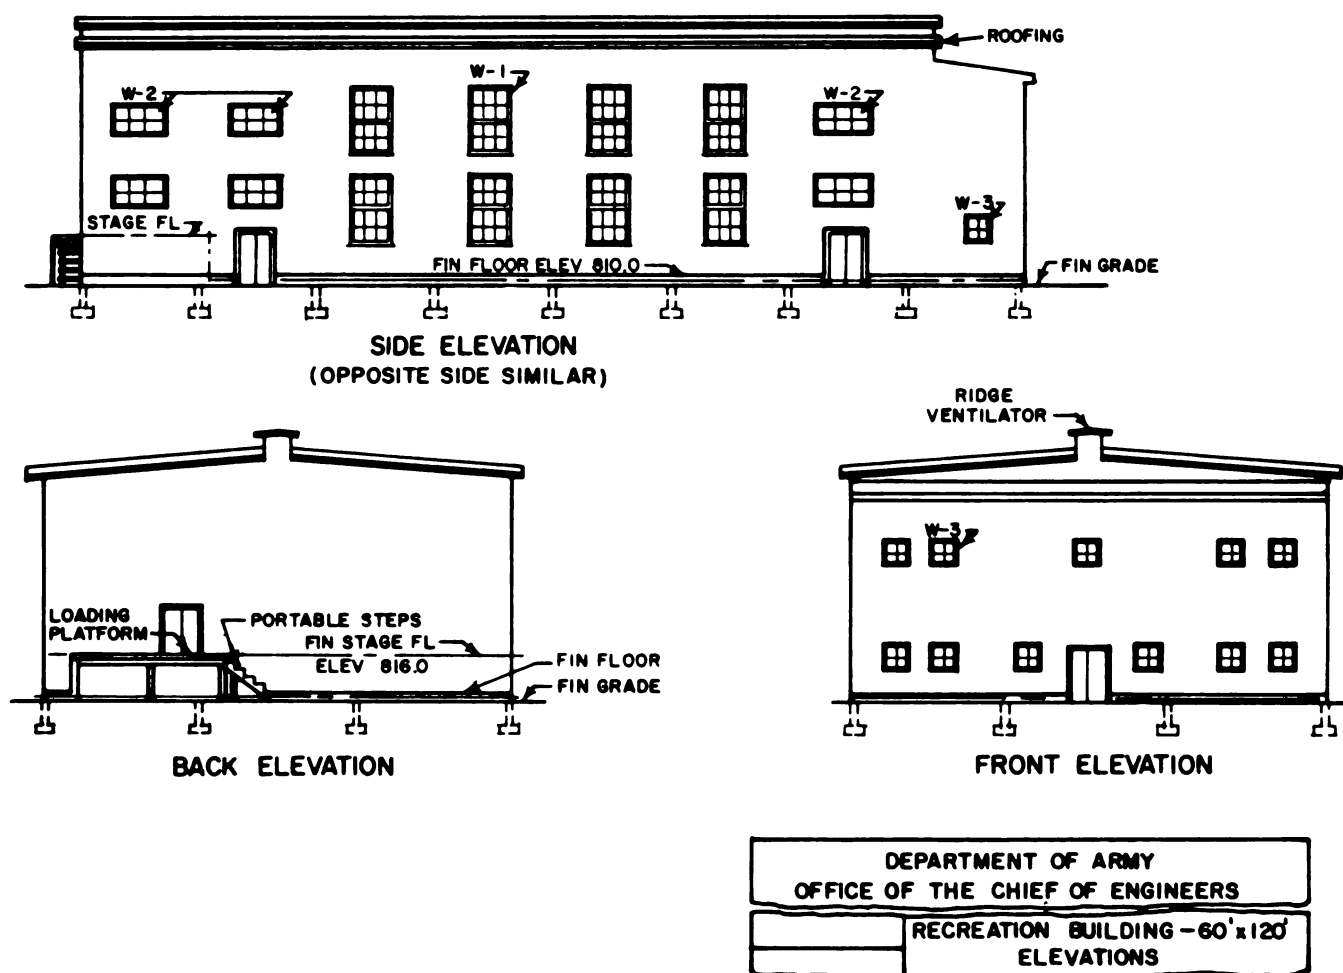 ROOFING
W-1
W-2
W-2
W-3
STAGE FL
FIN FLOOR ELEV 810.0
FIN GRADE
SIDE ELEVATION
(OPPOSITE SIDE SIMILAR)
RIDGE
VENTILATOR
W-3
LOADING
PLATFORM
PORTABLE STEPS
FIN STAGE FL
ELEV 816.0
FIN FLOOR
FIN GRADE
BACK ELEVATION
FRONT ELEVATION
DEPARTMENT OF ARMY
OFFICE OF THE CHIEF OF ENGINEERS
RECREATION BUILDING - 60' x 120'
ELEVATIONS